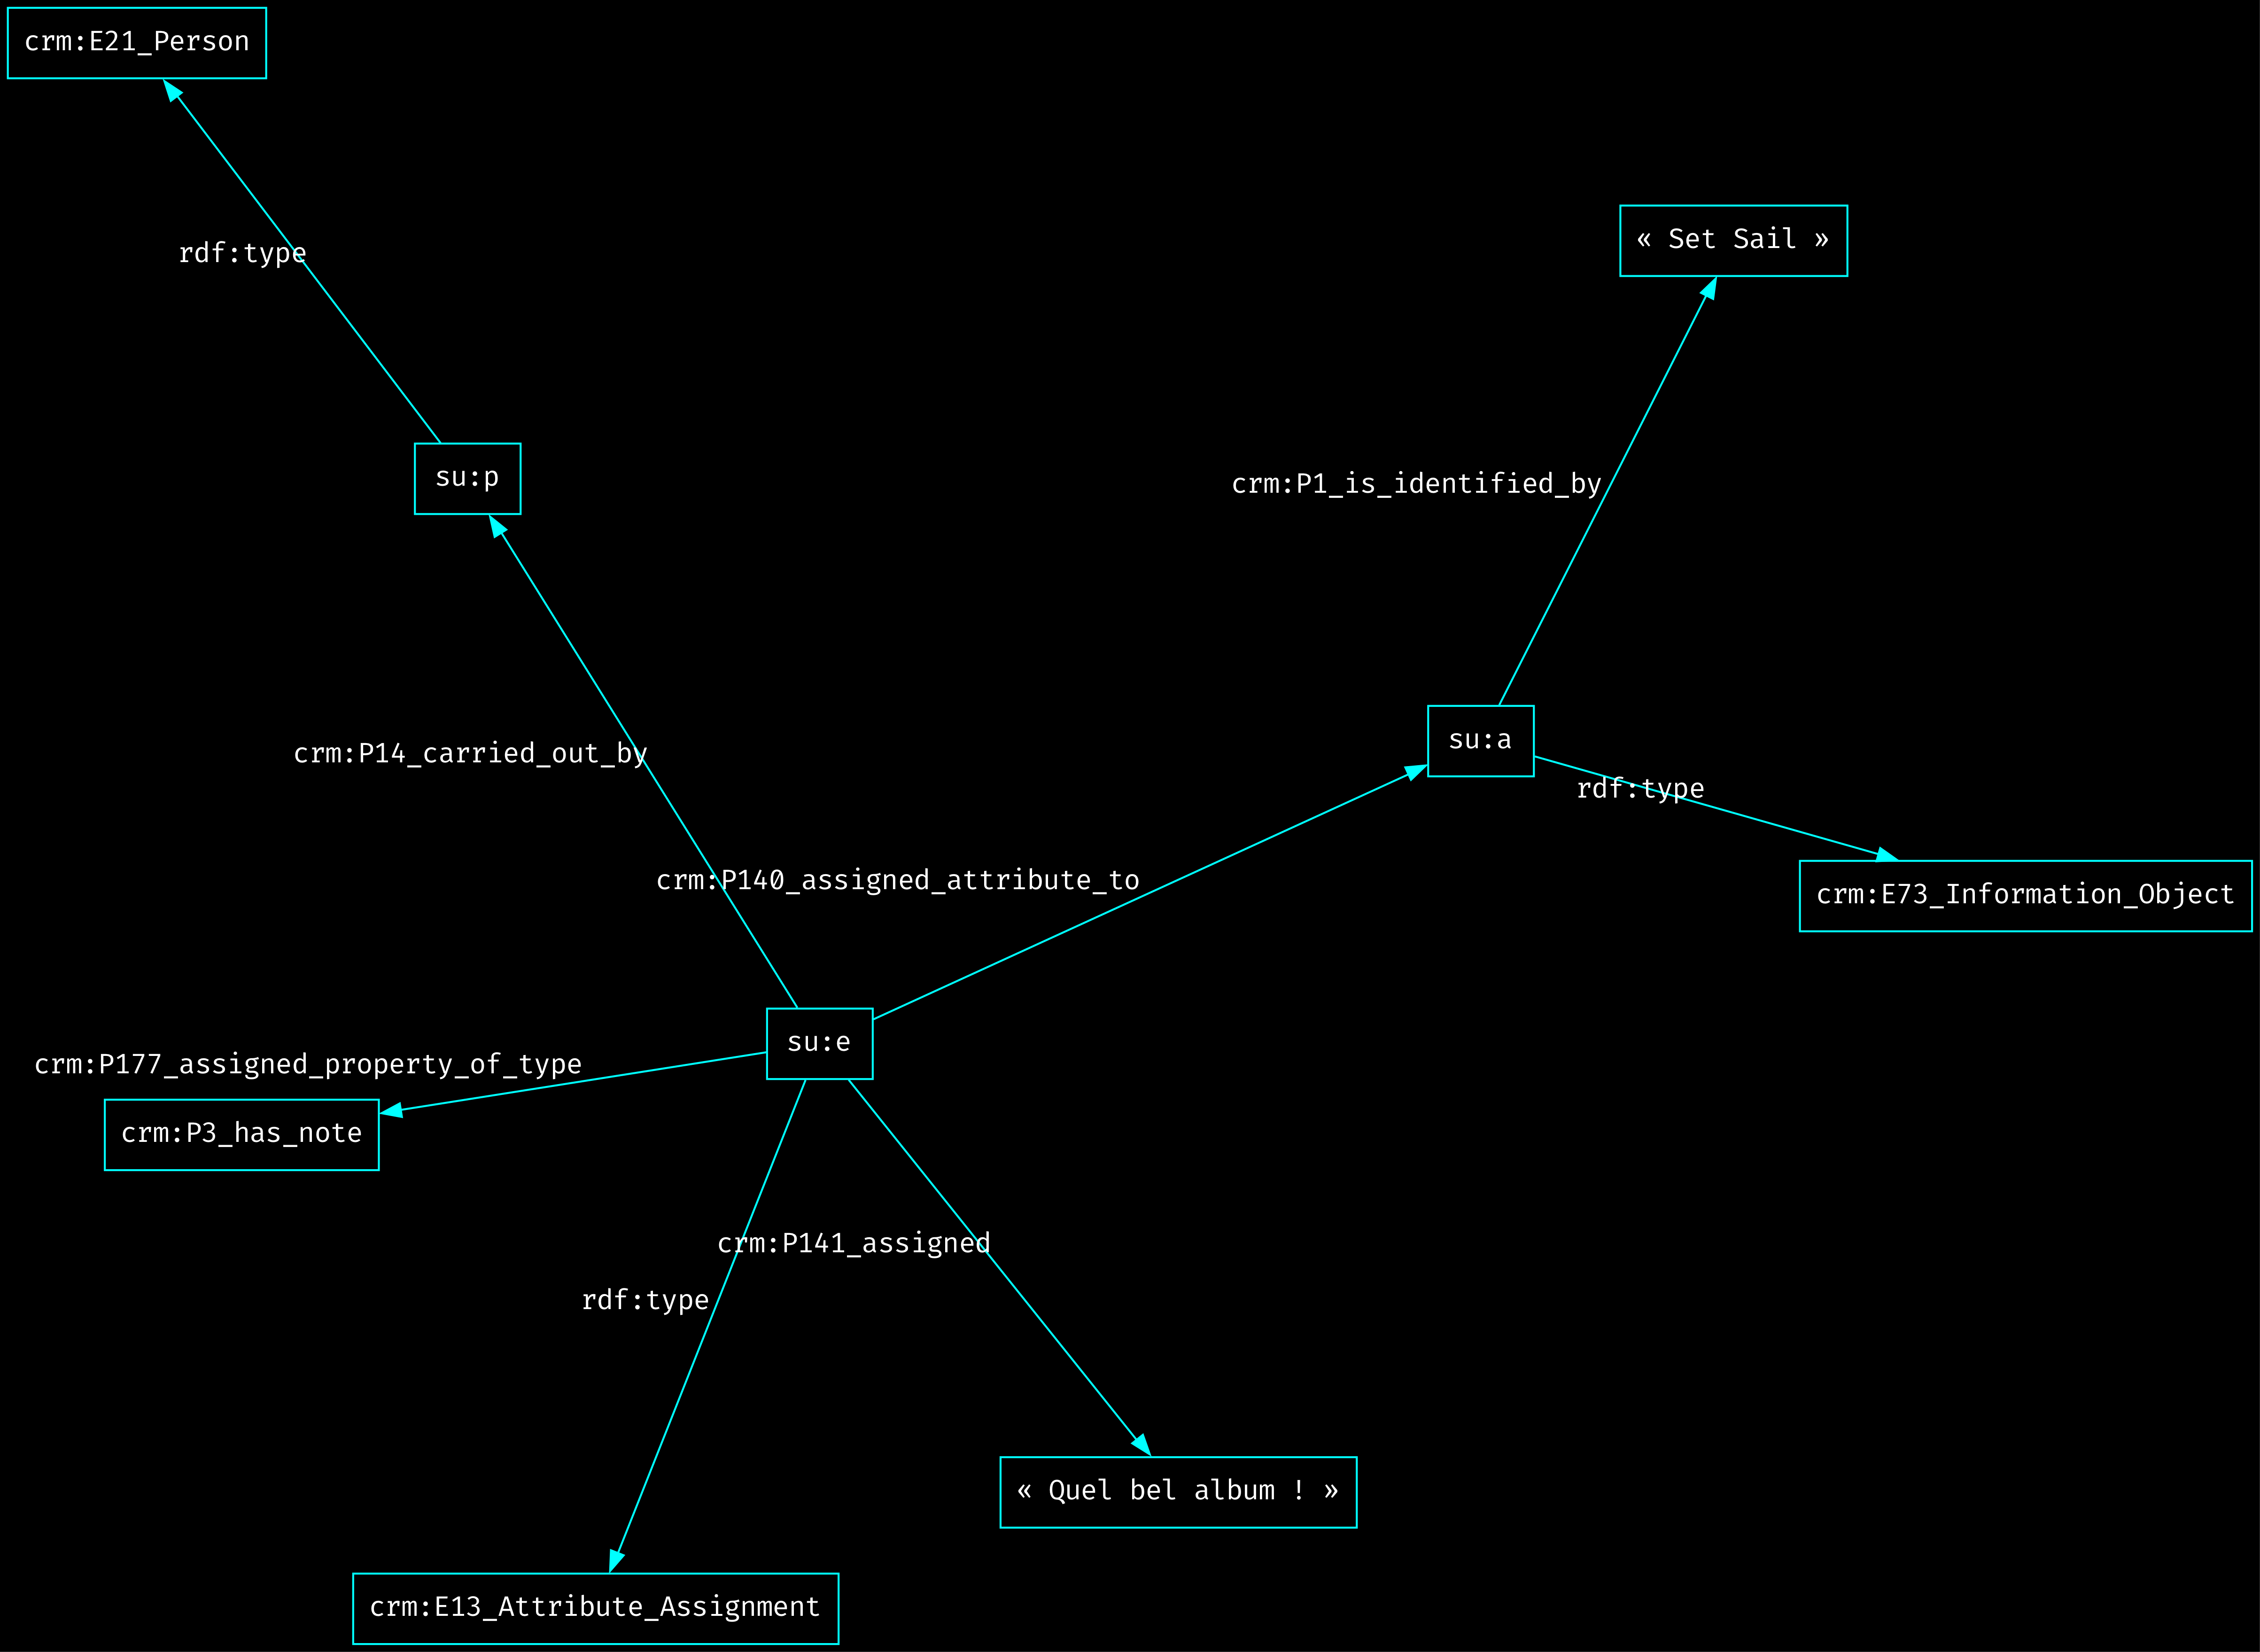 crm:E21_Person
« Set Sail »
rdf:type
su:p
crm:P1_is_identified_by
su:a
crm:P14_carried_out_by
rdf:type
crm:P140_assigned_attribute_to
crm:E73_Information_Object
su:e
crm:P177_assigned_property_of_type
crm:P3_has_note
crm:P141_assigned
rdf:type
« Quel bel album ! »
crm:E13_Attribute_Assignment